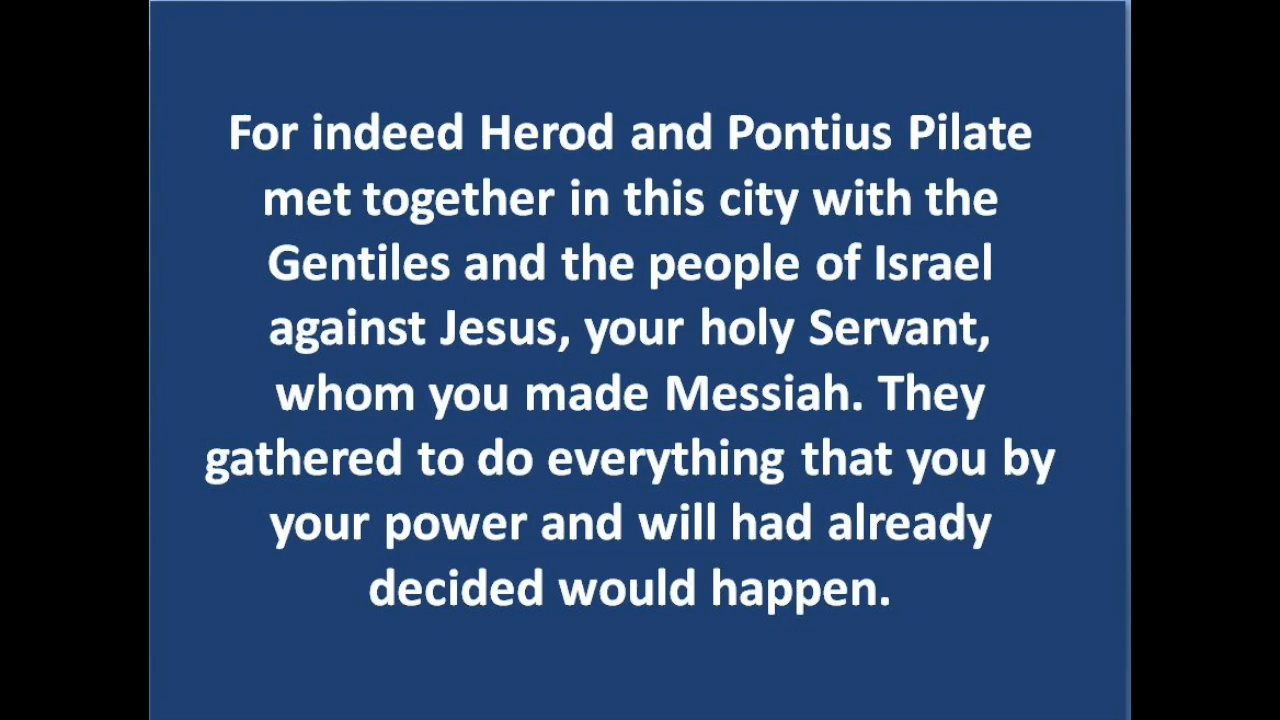 For indeed Herod and Pontius Pilate
met together in this city with the
Gentiles and the people of Israel
against Jesus, your holy Servant,
whom you made Messiah. They
gathered to do everything that you by
your power and will had already
decided would happen.